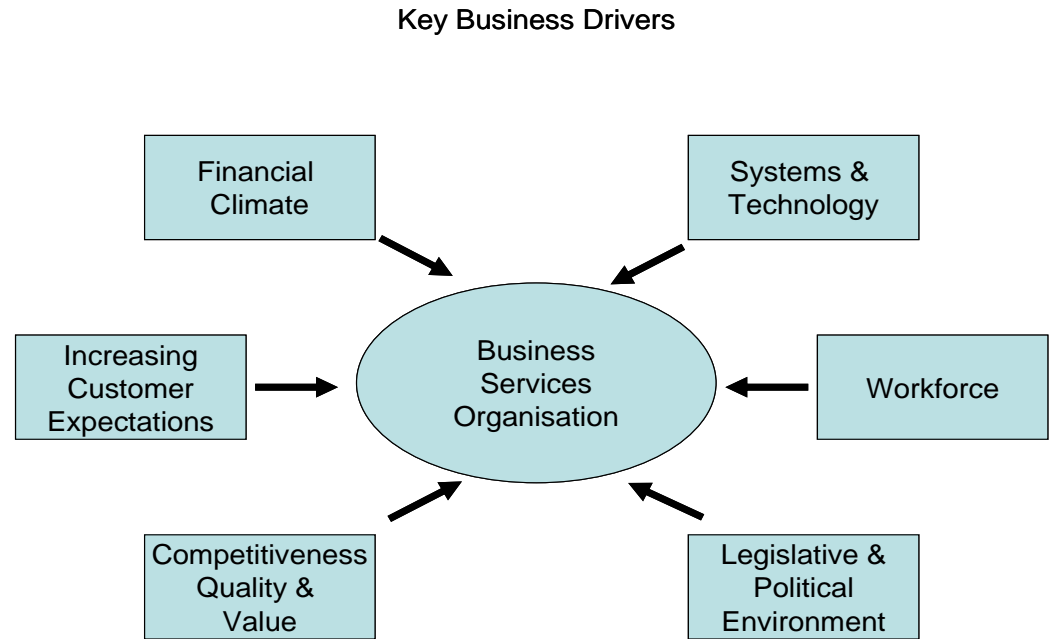 Key Business Drivers
Financial
Climate
Systems &
Technology
Increasing
Customer
Expectations
Business
Services
Organisation
Workforce
Competitiveness
Quality &
Value
Legislative &
Political
Environment